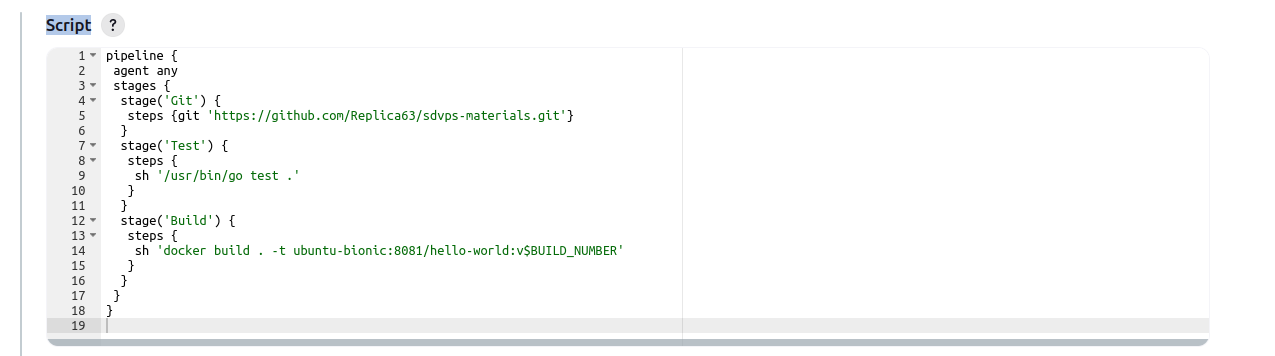 Script ?
1 pipeline {
2  agent any
3  stages {
4   stage('Git') {
5    steps {git 'https://github.com/Replica63/sdvps-materials.git'}
6   }
7   stage('Test') {
8    steps {
9     sh '/usr/bin/go test .'
10    }
11   }
12   stage('Build') {
13    steps {
14     sh 'docker build . -t ubuntu-bionic:8081/hello-world:v$BUILD_NUMBER'
15    }
16   }
17  }
18 }
19